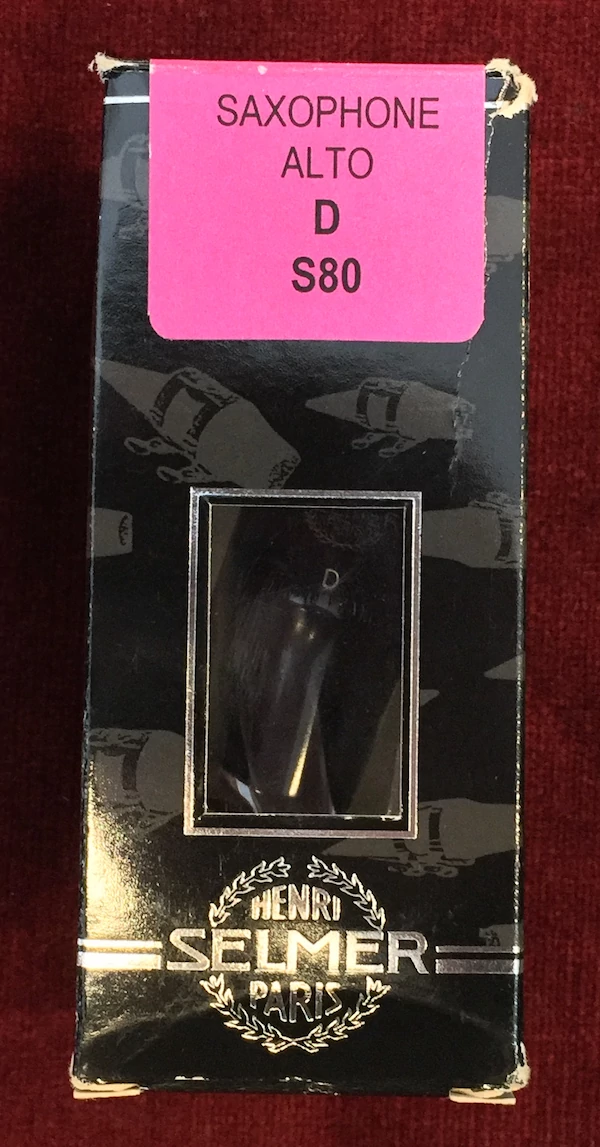 SAXOPHONE
ALTO
D
S80
D
HENRI
SELMER
PARIS